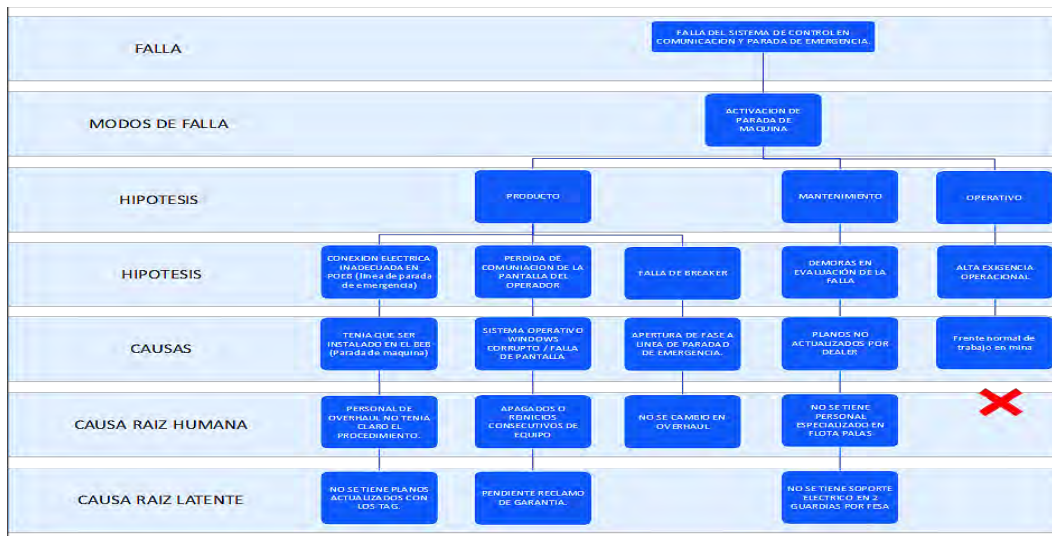 FALLA
FALLA DEL SISTEMA DE CONTROL EN
COMUNICACION Y PARADA DE EMERGENCIA.
MODOS DE FALLA
ACTIVACION DE
PARADA DE
MAQUINA
HIPOTESIS
PRODUCTO
MANTENIMIENTO
OPERATIVO
HIPOTESIS
CONEXIÓN ELECTRICA
INADECUADA EN
POEB (línea de parada
de emergencia)
PERDIDA DE
COMUNIACION DE LA
PANTALLA DEL
OPERADOR
FALLA DE BREAKER
DEMORAS EN
EVALUACIÓN DE LA
FALLA
ALTA EXIGENCIA
OPERACIONAL
CAUSAS
TENIA QUE SER
INSTALADO EN EL BEB
(Parada de maquina)
SISTEMA OPERATIVO
WINDOWS
CORRUPTO / FALLA
DE PANTALLA
APERTURA DE FASE A
LINEA DE PARADAD
DE EMERGENCIA.
PLANOS NO
ACTUALIZADOS POR
DEALER
Frente normal de
trabajo en mina
CAUSA RAIZ HUMANA
PERSONAL DE
OVERHAUL NO TENIA
CLARO EL
PROCEDIMIENTO.
APAGADOS O
REINICIOS
CONSECUTIVOS DE
EQUIPO
NO SE CAMBIO EN
OVERHAUL
NO SE TIENE
PERSONAL
ESPECIALIZADO EN
FLOTA PALAS
CAUSA RAIZ LATENTE
NO SE TIENE PLANOS
ACTUALIZADOS CON
LOS TAG.
PENDIENTE RECLAMO
DE GARANTIA.
NO SE TIENE SOPORTE
ELECTRICO EN 2
GUARDIAS POR FESA